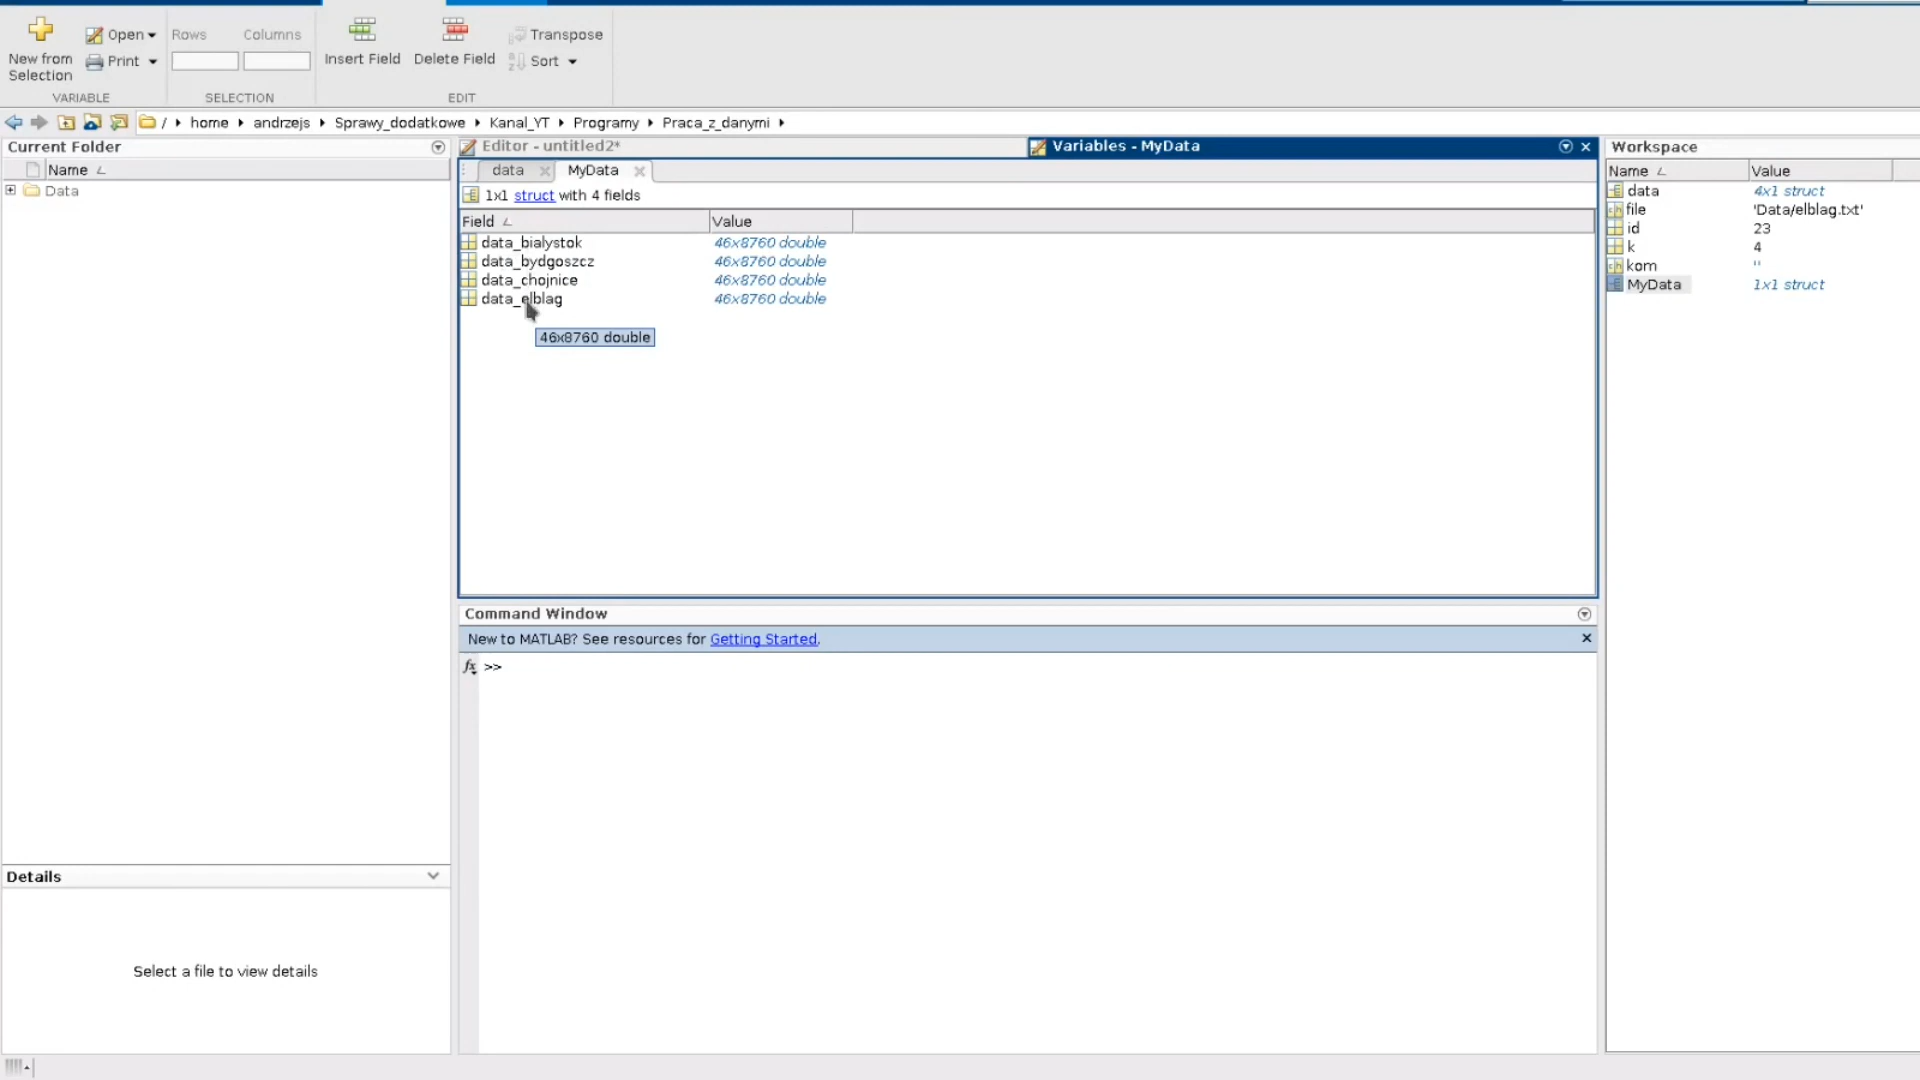 New from
Selection
Open
Print
VARIABLE
Rows Columns
SELECTION
Insert Field
Delete Field
Transpose
Sort
EDIT
/ home andrzejs Sprawy_dodatkowe Kanal_YT Programy Praca_z_danymi
Current Folder
Name
Data
Details
Select a file to view details
Editor - untitled2*
Variables - MyData
data MyData
1x1 struct with 4 fields
Field Value
data_bialystok 46x8760 double
data_bydgoszcz 46x8760 double
data_chojnice 46x8760 double
data_elblag 46x8760 double
46x8760 double
Command Window
New to MATLAB? See resources for Getting Started.
fx >>
Workspace
Name Value
data 4x1 struct
file 'Data/elblag.txt'
id 23
k 4
kom ''
MyData 1x1 struct